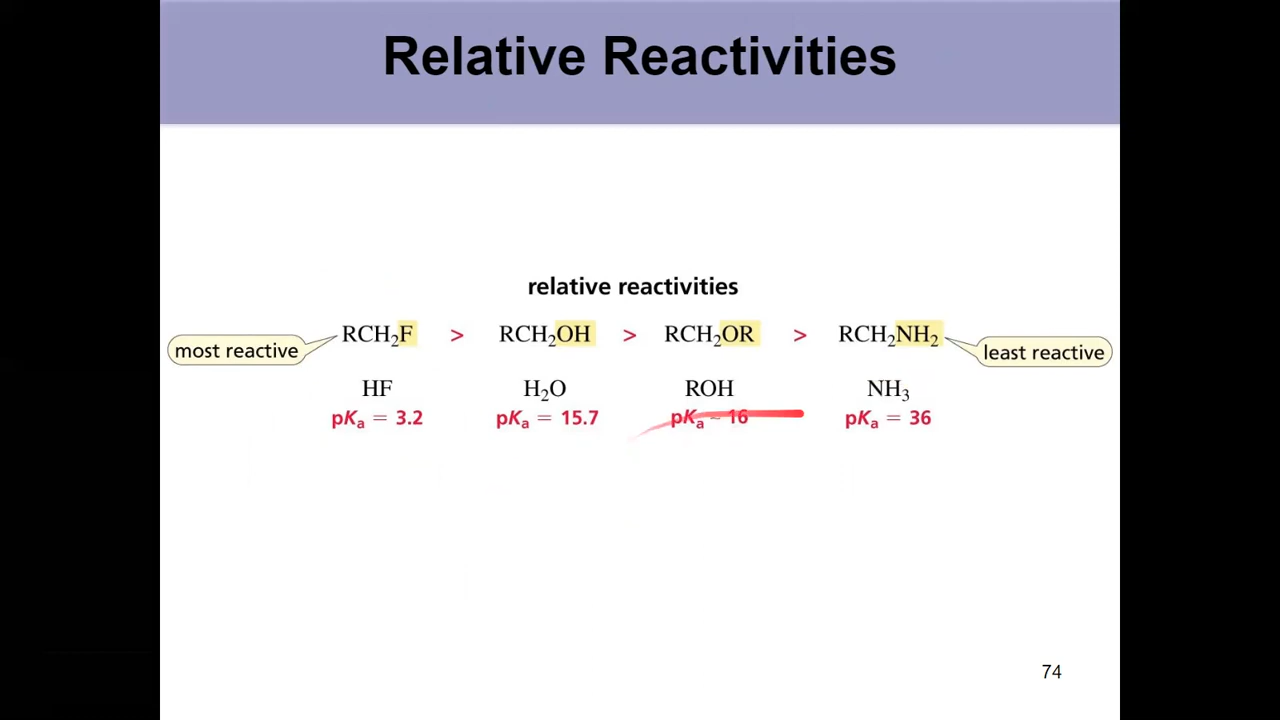 Relative Reactivities
relative reactivities
most reactive RCH₂F > RCH₂OH > RCH₂OR > RCH₂NH₂ least reactive
HF H₂O ROH NH₃
pKₐ = 3.2 pKₐ = 15.7 pKₐ ~ 16 pKₐ = 36
74